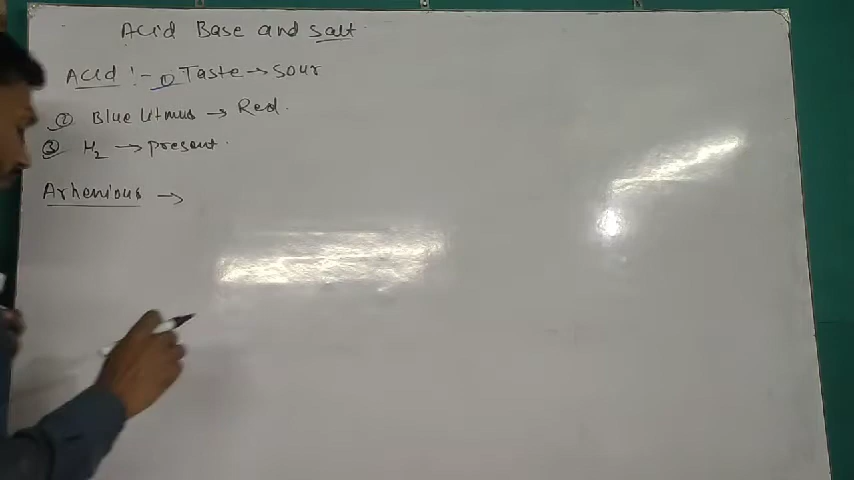 Acid Base and Salt
Acid :- ① Taste → Sour
② Blue litmus → Red.
③ H₂ → present.
Arhenious →